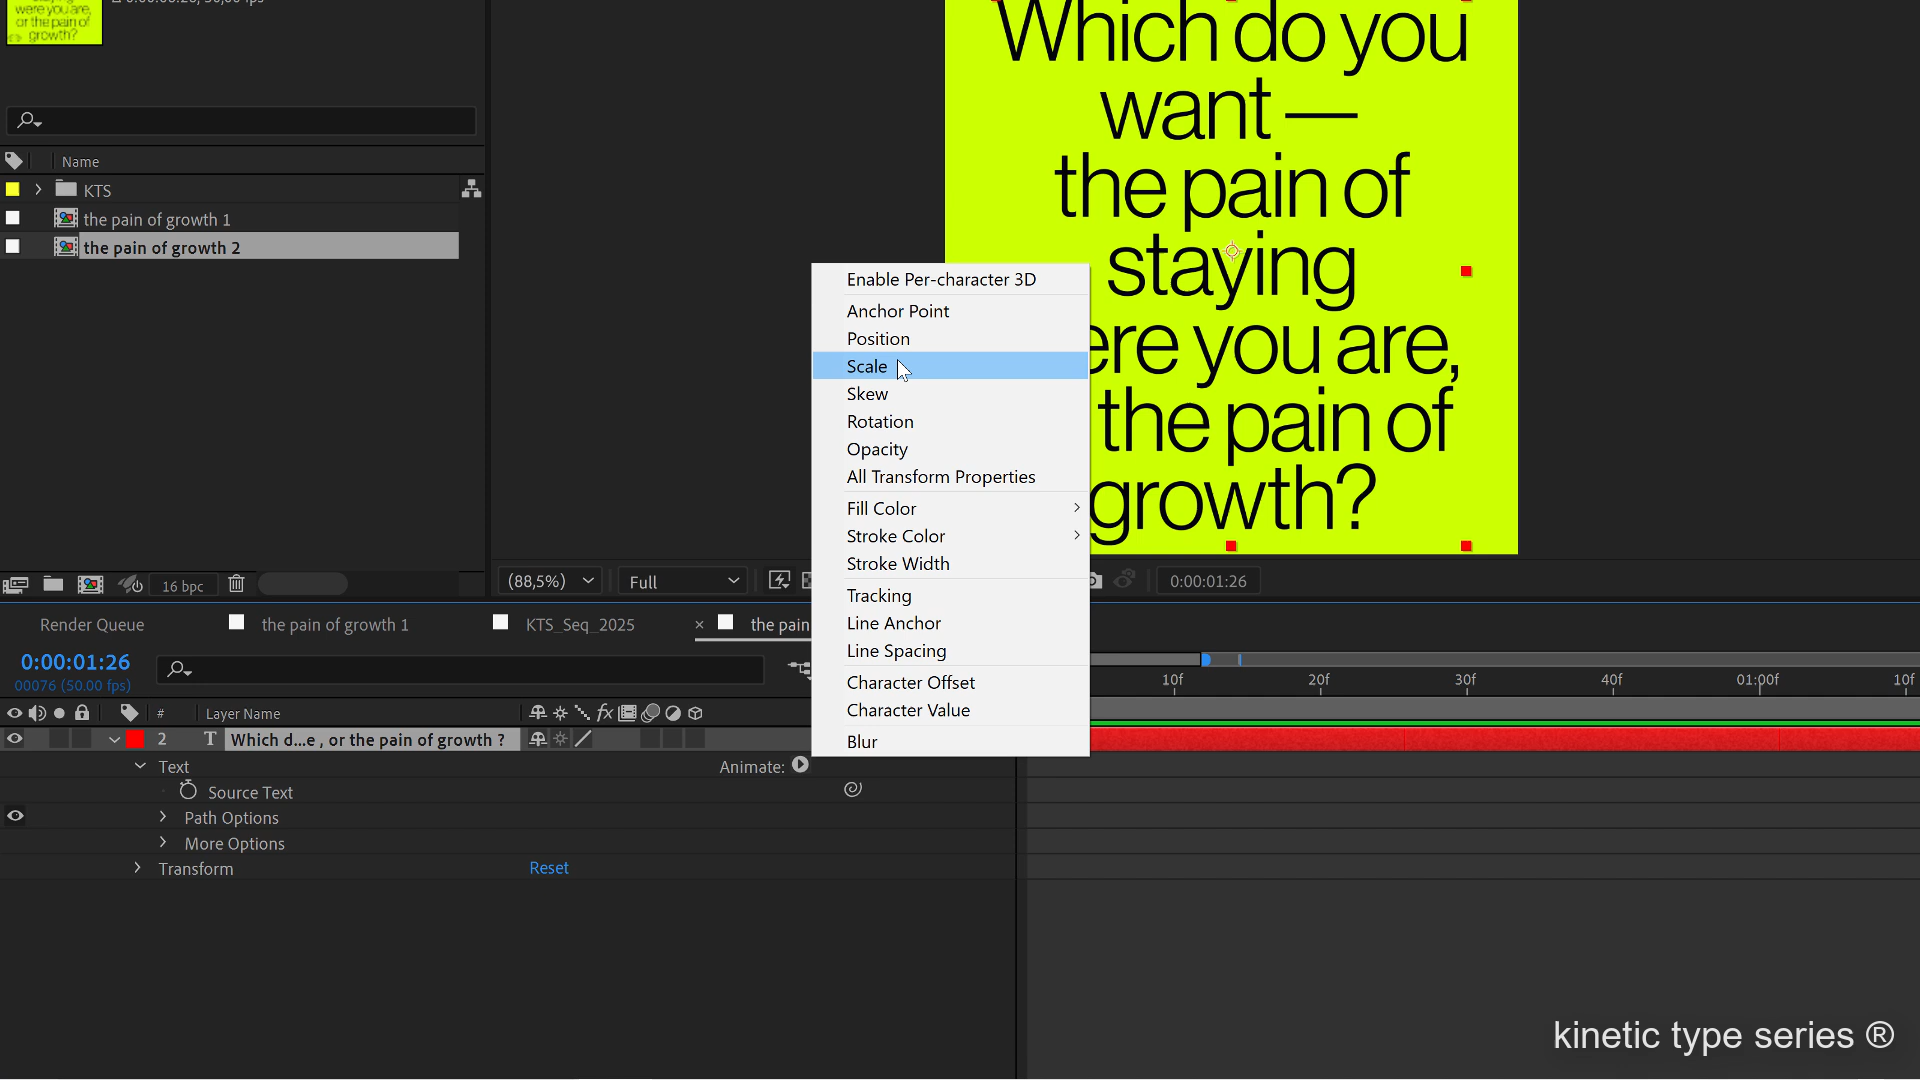 were you are,
or the pain of
growth?
Name
KTS
the pain of growth 1
the pain of growth 2
Which do you
want —
the pain of
staying
ere you are,
the pain of
growth?
Enable Per-character 3D
Anchor Point
Position
Scale
Skew
Rotation
Opacity
All Transform Properties
Fill Color
Stroke Color
Stroke Width
Tracking
Line Anchor
Line Spacing
Character Offset
Character Value
Blur
16 bpc
(88,5%)
Full
0:00:01:26
Render Queue
the pain of growth 1
KTS_Seq_2025
× the pain
0:00:01:26
00076 (50.00 fps)
10f 20f 30f 40f 01:00f 10f
# Layer Name
2 T Which d...e , or the pain of growth ?
Text
Animate:
Source Text
Path Options
More Options
Transform
Reset
kinetic type series ®